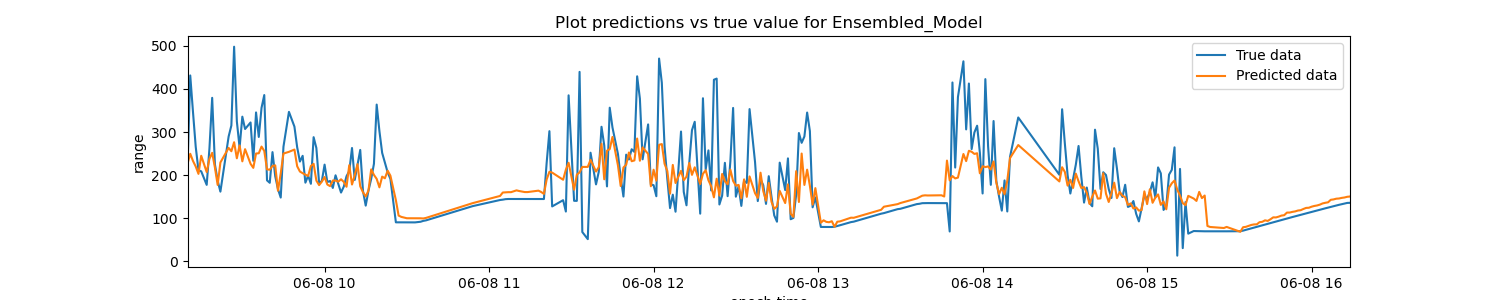 Plot predictions vs true value for Ensembled_Model
500
400
300
200
100
0
range
True data
Predicted data
06-08 10
06-08 11
06-08 12
06-08 13
06-08 14
06-08 15
06-08 16
epoch time